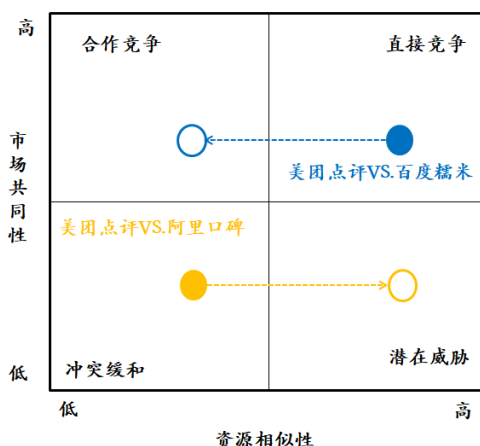 高
合作竞争
直接竞争
市场共同性
美团点评VS.百度糯米
美团点评VS.阿里口碑
冲突缓和
潜在威胁
低
低
高
资源相似性